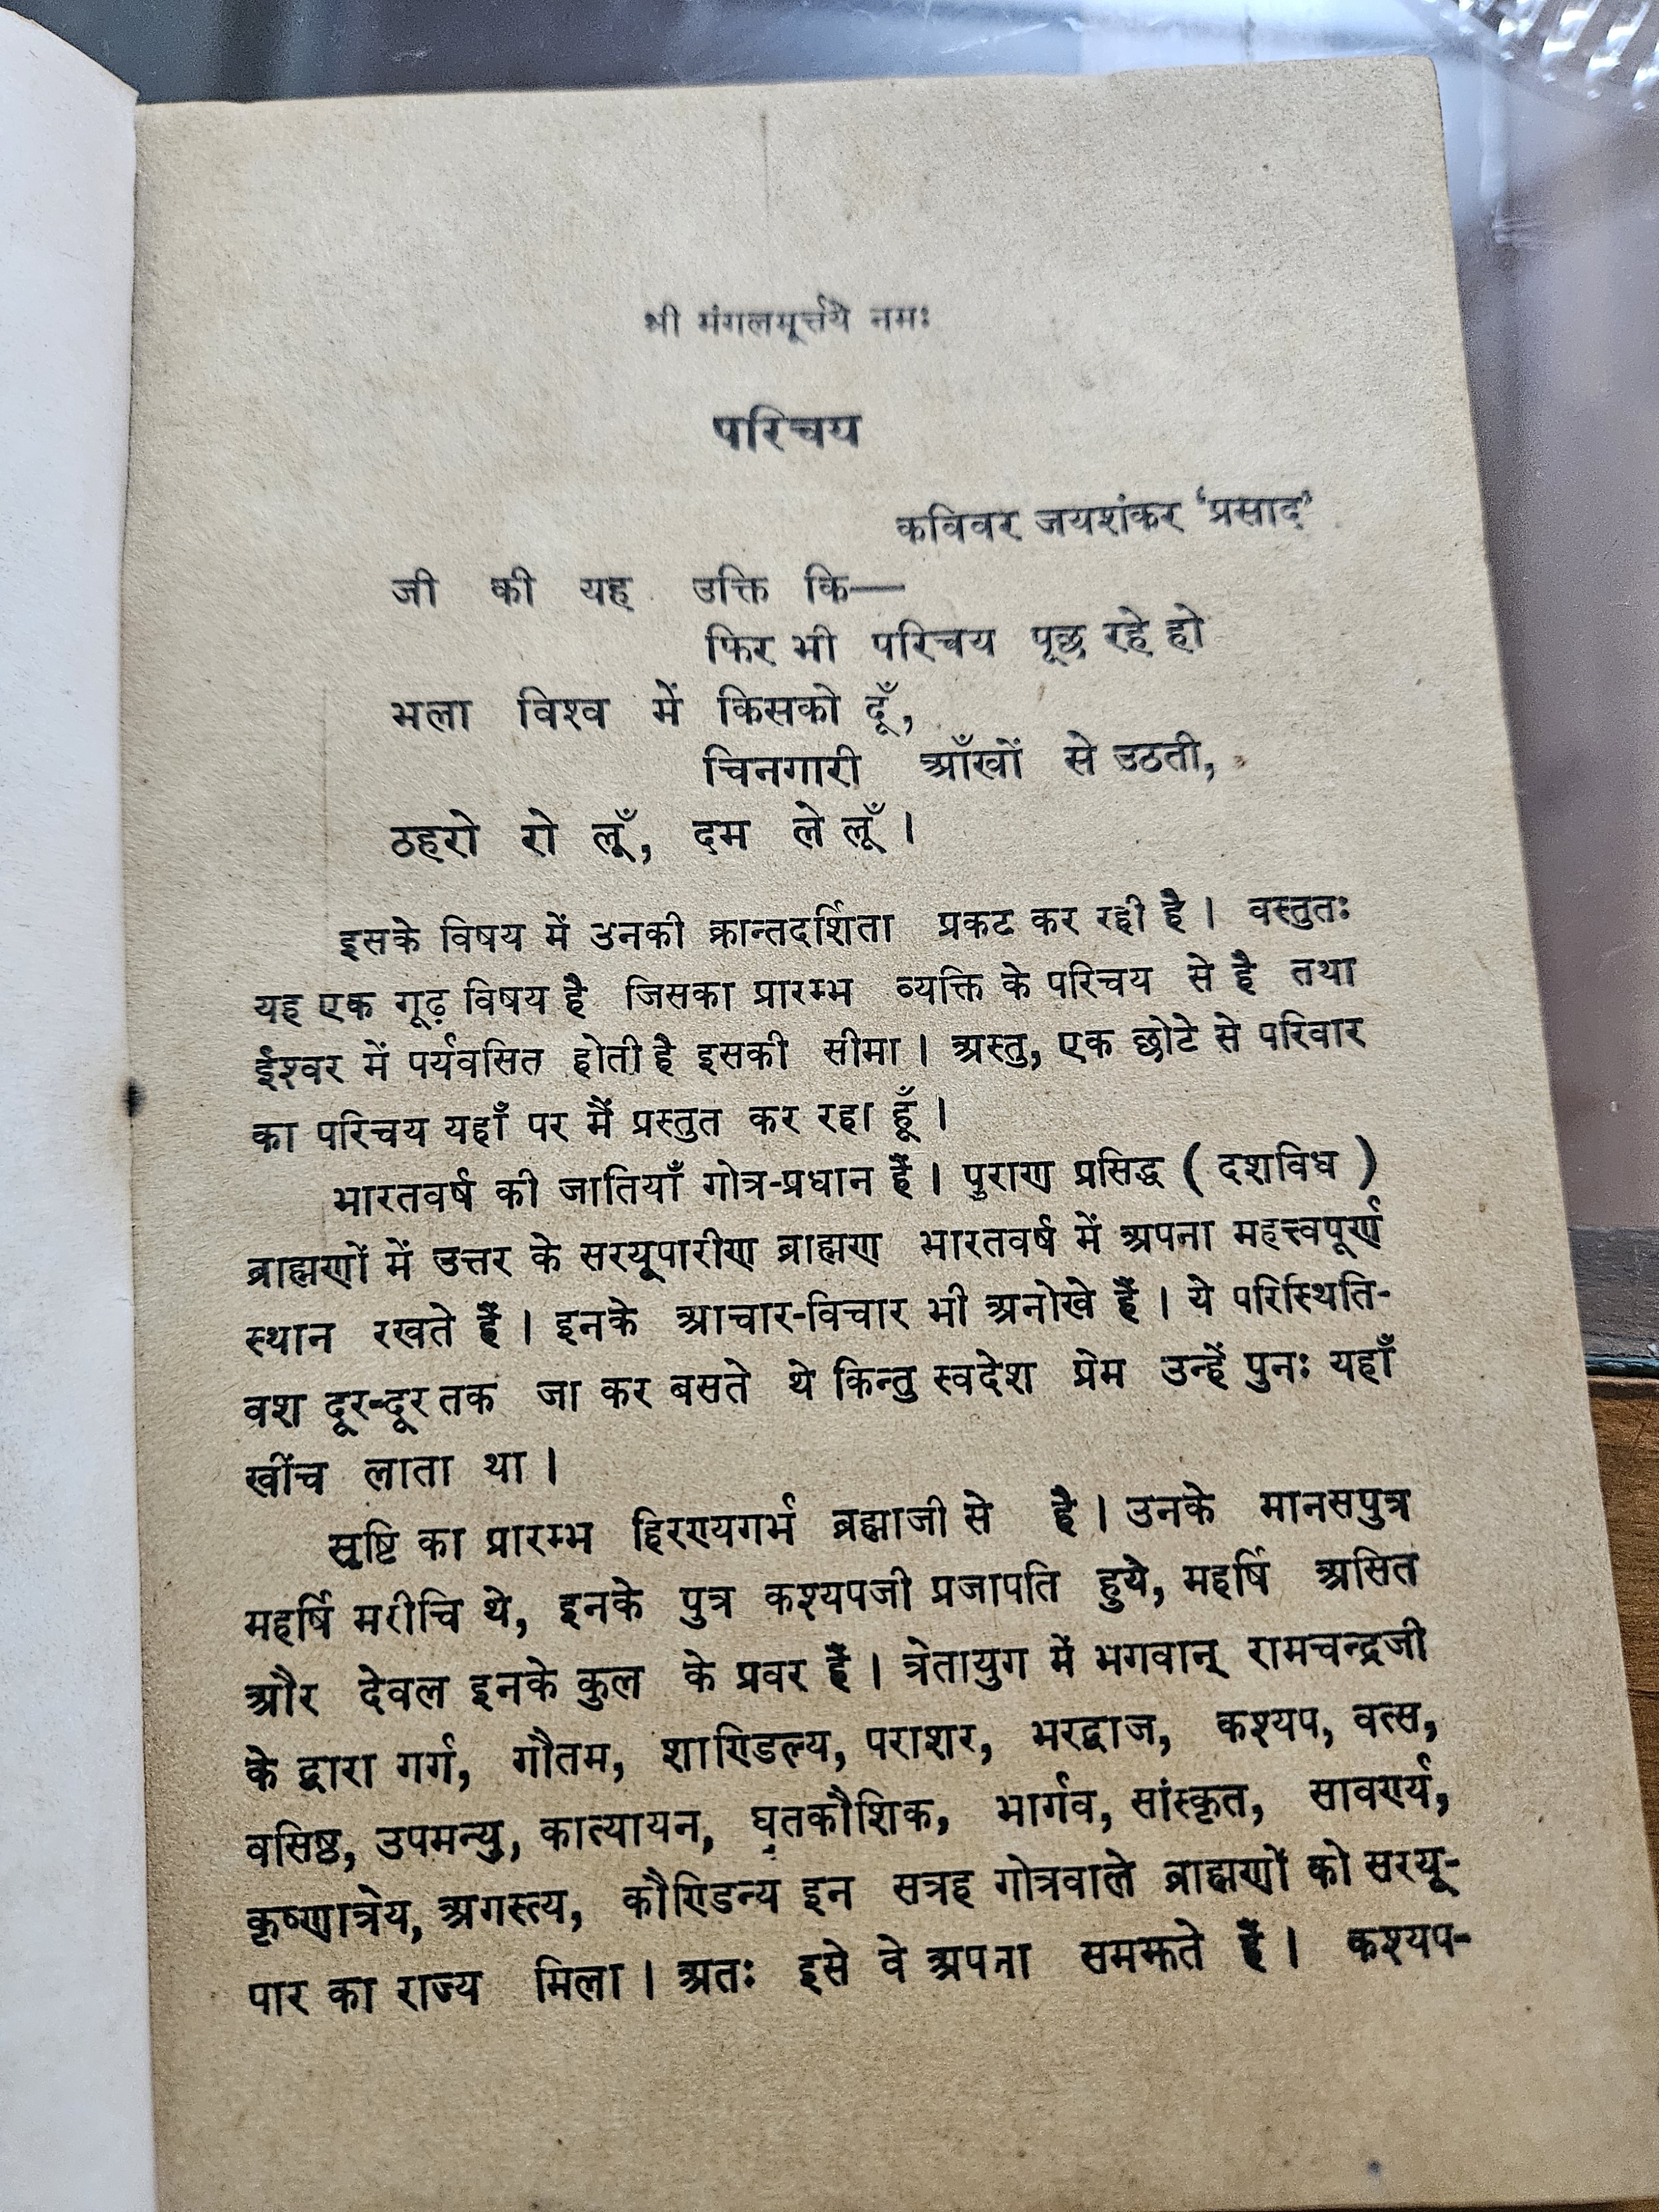 श्री मंगलमूर्त्तये नमः
परिचय
कविवर जयशंकर ‘प्रसाद’
जी की यह उक्ति कि—
फिर भी परिचय पूछ रहे हो
भला विश्व में किसको दूँ,
चिनगारी आँखों से उठती,
ठहरो रो लूँ, दम ले लूँ।
इसके विषय में उनकी क्रान्तदर्शिता प्रकट कर रही है। वस्तुतः
यह एक गूढ़ विषय है जिसका प्रारम्भ व्यक्ति के परिचय से है तथा
ईश्वर में पर्यवसित होती है इसकी सीमा। अस्तु, एक छोटे से परिवार
का परिचय यहाँ पर मैं प्रस्तुत कर रहा हूँ।
भारतवर्ष की जातियाँ गोत्र-प्रधान हैं। पुराण प्रसिद्ध ( दशविध )
ब्राह्मणों में उत्तर के सरयूपारीण ब्राह्मण भारतवर्ष में अपना महत्त्वपूर्ण
स्थान रखते हैं। इनके आचार-विचार भी अनोखे हैं। ये परिस्थिति-
वश दूर-दूर तक जा कर बसते थे किन्तु स्वदेश प्रेम उन्हें पुनः यहाँ
खींच लाता था।
सृष्टि का प्रारम्भ हिरण्यगर्भ ब्रह्माजी से है। उनके मानसपुत्र
महर्षि मरीचि थे, इनके पुत्र कश्यपजी प्रजापति हुये, महर्षि असित
और देवल इनके कुल के प्रवर हैं। त्रेतायुग में भगवान् रामचन्द्रजी
के द्वारा गर्ग, गौतम, शाण्डिल्य, पराशर, भरद्वाज, कश्यप, वत्स,
वसिष्ठ, उपमन्यु, कात्यायन, घृतकौशिक, भार्गव, सांस्कृत, सावर्ण्य,
कृष्णात्रेय, अगस्त्य, कौण्डिन्य इन सत्रह गोत्रवाले ब्राह्मणों को सरयू-
पार का राज्य मिला। अतः इसे वे अपना समझते हैं। कश्यप-